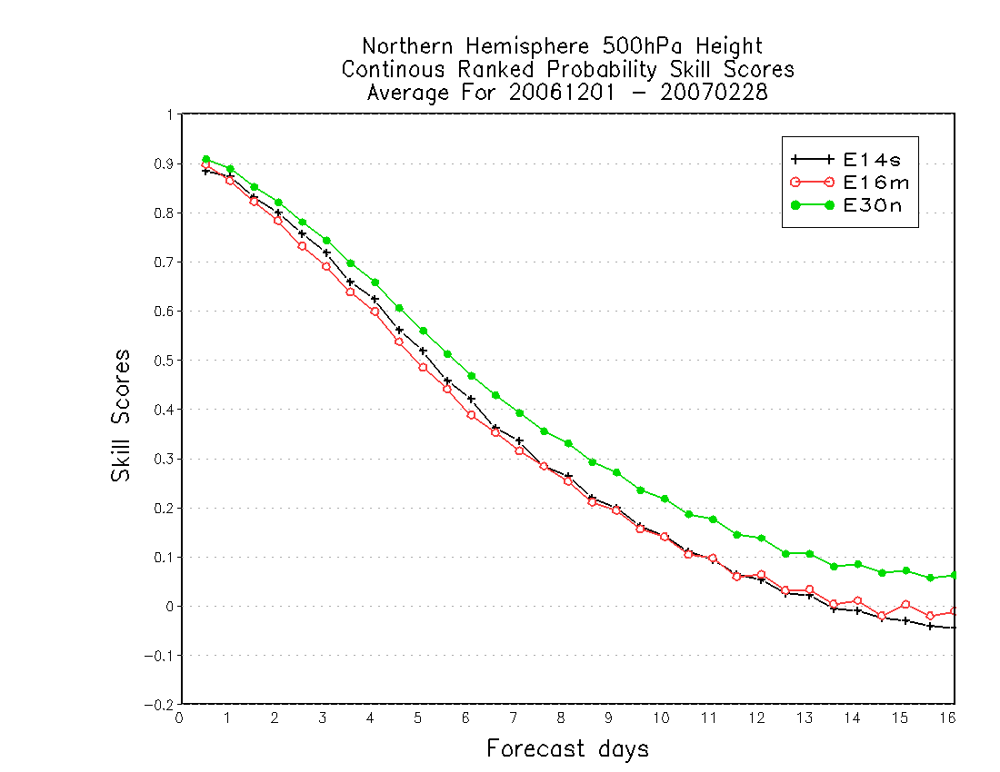 Northern Hemisphere 500hPa Height
Continous Ranked Probability Skill Scores
Average For 20061201 - 20070228
E14s
E16m
E30n
Skill Scores
1
0.9
0.8
0.7
0.6
0.5
0.4
0.3
0.2
0.1
0
-0.1
-0.2
0 1 2 3 4 5 6 7 8 9 10 11 12 13 14 15 16
Forecast days